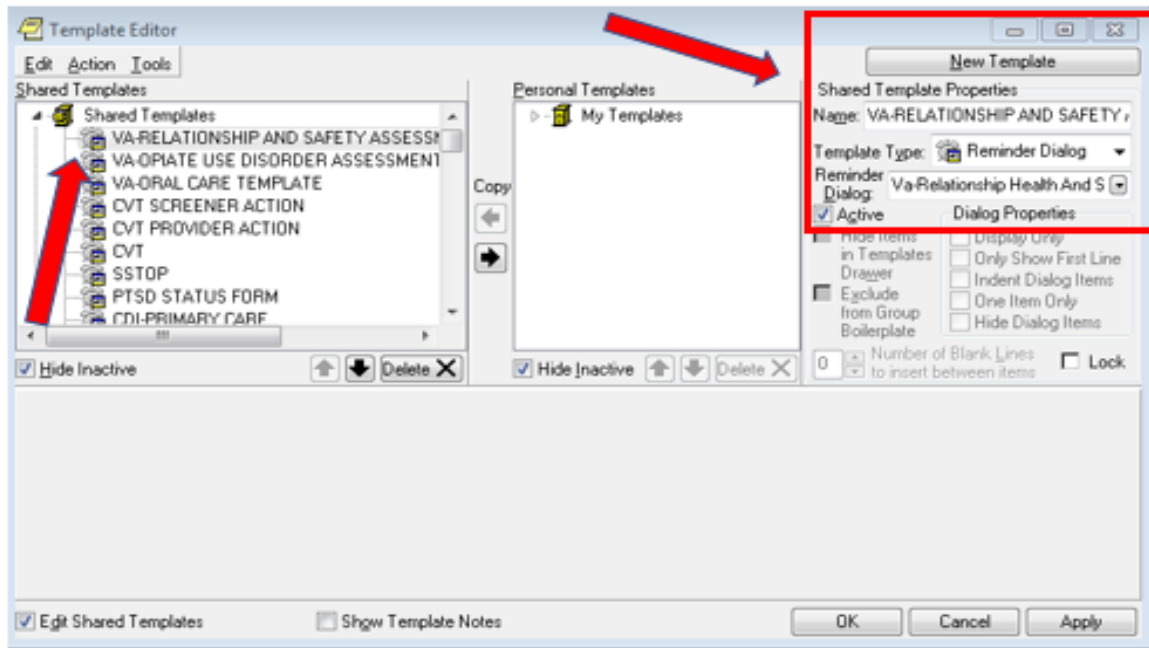 Template Editor
Edit Action Tools
New Template
Shared Templates
Shared Templates
VA-RELATIONSHIP AND SAFETY ASSESSM
VA-OPIATE USE DISORDER ASSESSMENT
VA-ORAL CARE TEMPLATE
CVT SCREENER ACTION
CVT PROVIDER ACTION
CVT
SSTOP
PTSD STATUS FORM
CDI-PRIMARY CARE
Hide Inactive
Delete
Copy
Personal Templates
My Templates
Hide Inactive
Delete
Shared Template Properties
Name: VA-RELATIONSHIP AND SAFETY
Template Type: Reminder Dialog
Reminder
Dialog: Va-Relationship Health And S
Active
Hide Items
in Templates
Drawer
Exclude
from Group
Boilerplate
Dialog Properties
Display Only
Only Show First Line
Indent Dialog Items
One Item Only
Hide Dialog Items
0 Number of Blank Lines
to insert between items
Lock
Edit Shared Templates
Show Template Notes
OK
Cancel
Apply